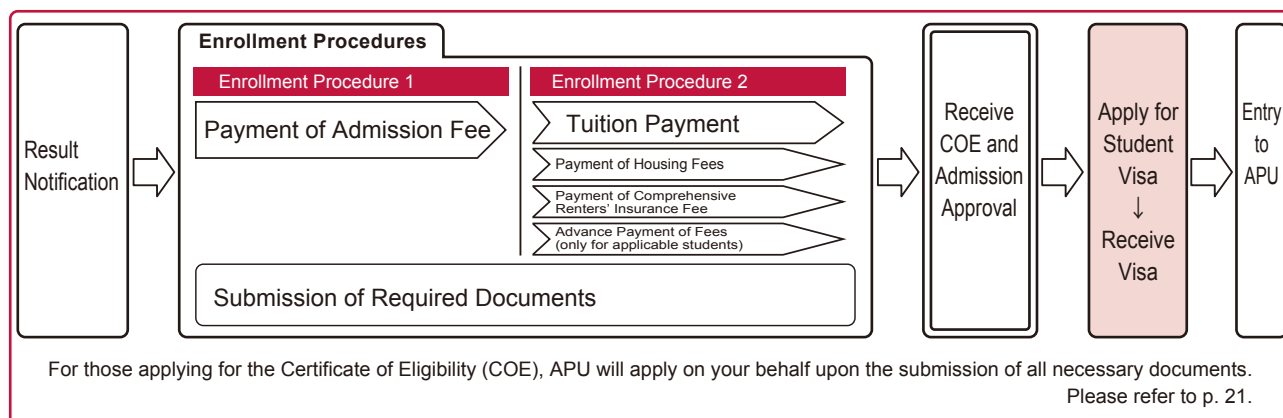 Result
Notification
Enrollment Procedures
Enrollment Procedure 1
Payment of Admission Fee
Enrollment Procedure 2
Tuition Payment
Payment of Housing Fees
Payment of Comprehensive
Renters' Insurance Fee
Advance Payment of Fees
(only for applicable students)
Submission of Required Documents
Receive
COE and
Admission
Approval
Apply for
Student
Visa
↓
Receive
Visa
Entry
to
APU
For those applying for the Certificate of Eligibility (COE), APU will apply on your behalf upon the submission of all necessary documents.
Please refer to p. 21.